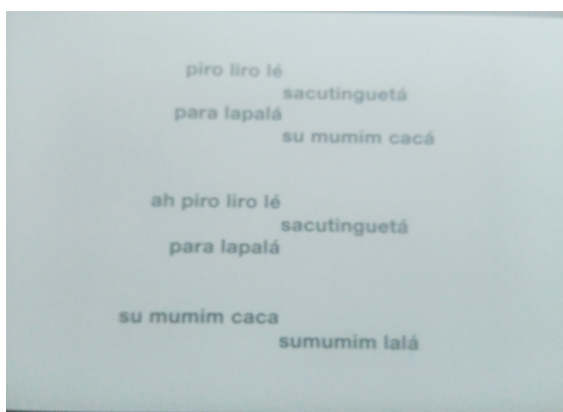 piro liro lé
sacutinguetá
para lapalá
su mumim cacá
ah piro liro lé
sacutinguetá
para lapalá
su mumim caca
sumumim lalá